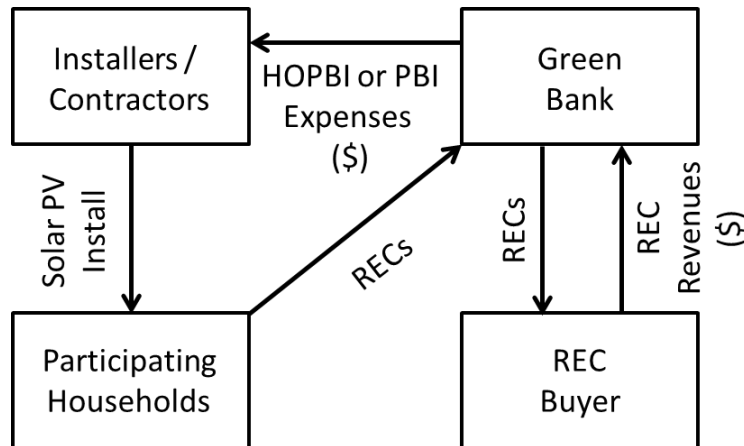 Installers /
Contractors
HOPBI or PBI
Expenses
($)
Green
Bank
Solar PV
Install
RECs
RECs
REC
Revenues
($)
Participating
Households
REC
Buyer